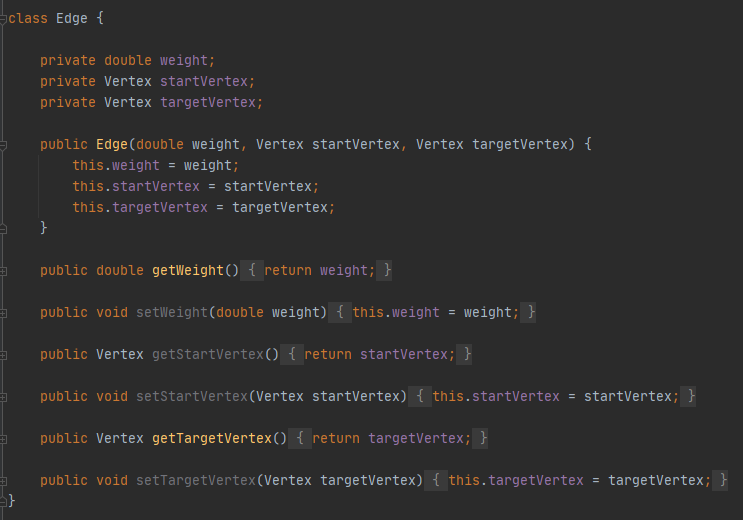 class Edge {
private double weight;
private Vertex startVertex;
private Vertex targetVertex;
public Edge(double weight, Vertex startVertex, Vertex targetVertex) {
this.weight = weight;
this.startVertex = startVertex;
this.targetVertex = targetVertex;
}
public double getWeight() { return weight; }
public void setWeight(double weight) { this.weight = weight; }
public Vertex getStartVertex() { return startVertex; }
public void setStartVertex(Vertex startVertex) { this.startVertex = startVertex; }
public Vertex getTargetVertex() { return targetVertex; }
public void setTargetVertex(Vertex targetVertex) { this.targetVertex = targetVertex; }
}